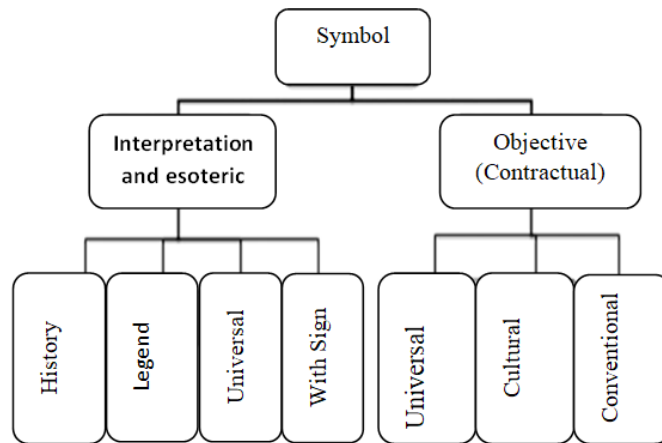 Symbol
Interpretation
and esoteric
Objective
(Contractual)
History
Legend
Universal
With Sign
Universal
Cultural
Conventional